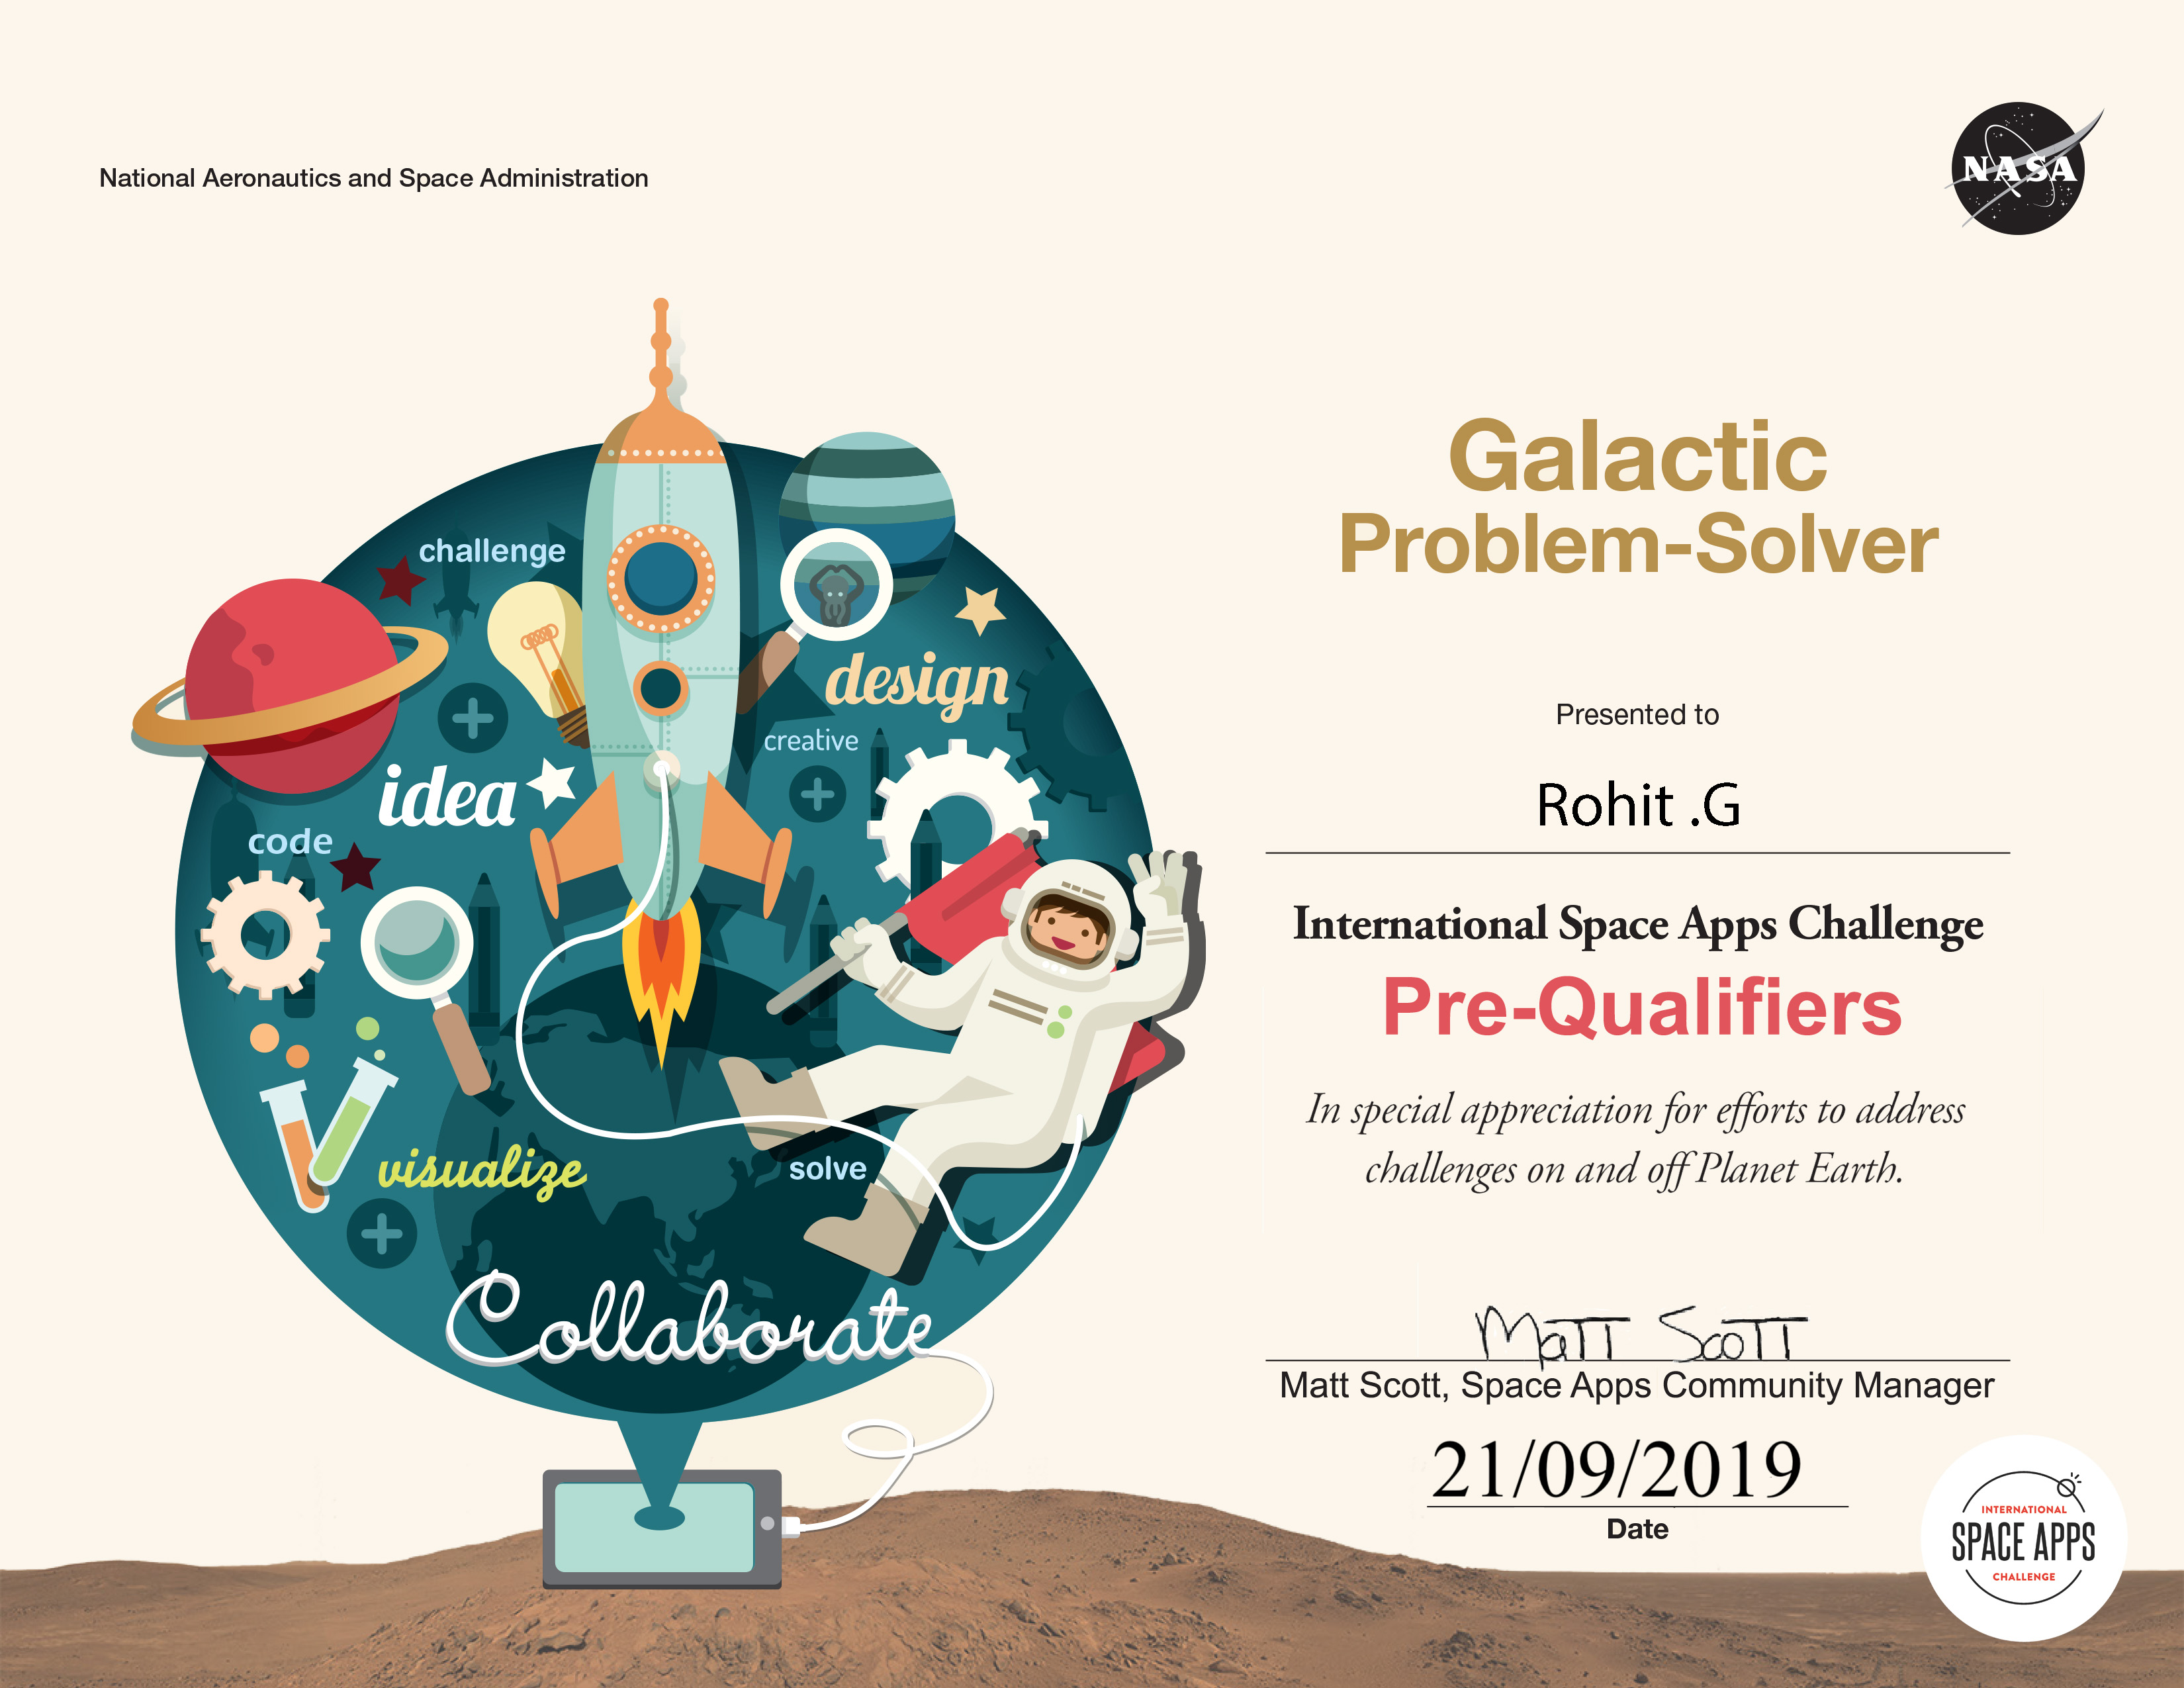 National Aeronautics and Space Administration
NASA
Galactic
Problem-Solver
Presented to
Rohit .G
International Space Apps Challenge
Pre-Qualifiers
In special appreciation for efforts to address
challenges on and off Planet Earth.
Matt Scott
Matt Scott, Space Apps Community Manager
21/09/2019
Date
INTERNATIONAL
SPACE APPS
CHALLENGE
challenge
design
creative
idea
code
visualize
solve
Collaborate